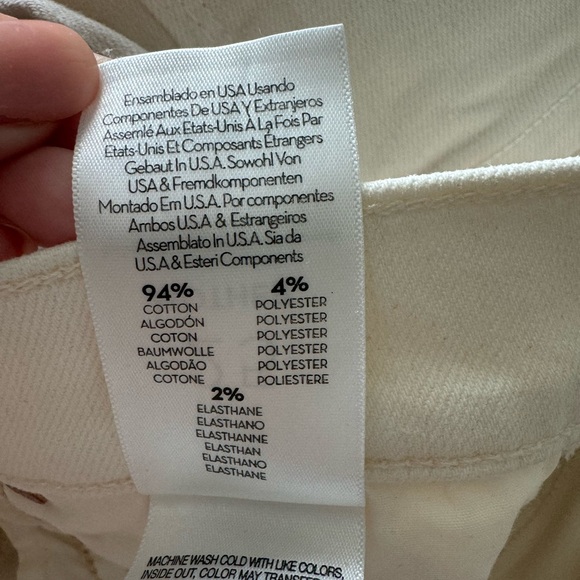 Ensamblado en USA Usando
Componentes De USA Y Extranjeros
Assemlé Aux Etats-Unis À La Fois Par
Etats-Unis Et Composants Étrangers
Gebaut In U.S.A. Sowohl Von
USA & Fremdkomponenten
Montado Em U.S.A. Por componentes
Ambos U.S.A & Estrangeiros
Assemblato In U.S.A. Sia da
U.S.A & Esteri Components
94%
COTTON
ALGODÓN
COTON
BAUMWOLLE
ALGODÃO
COTONE
4%
POLYESTER
POLYESTER
POLYESTER
POLYESTER
POLYESTER
POLIESTERE
2%
ELASTHANE
ELASTHANO
ELASTHANNE
ELASTHAN
ELASTHANO
ELASTHANE
MACHINE WASH COLD WITH LIKE COLORS,
INSIDE OUT, COLOR MAY TRANSFER